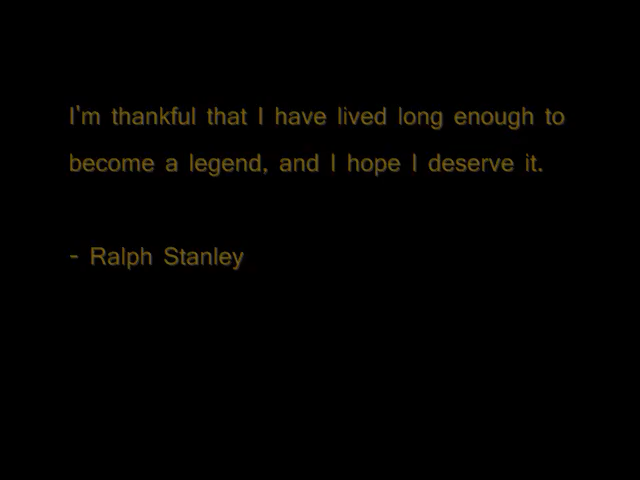 I'm thankful that I have lived long enough to
become a legend, and I hope I deserve it.
- Ralph Stanley